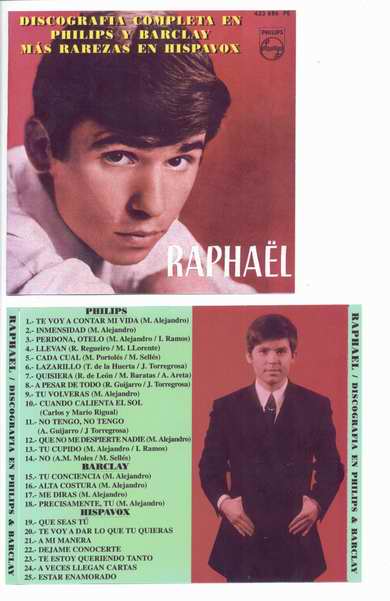 DISCOGRAFIA COMPLETA EN
PHILIPS Y BARCLAY
MÁS RAREZAS EN HISPAVOX
423 886 PE
PHILIPS
RAPHAËL
RAPHAEL / DISCOGRAFIA EN PHILIPS & BARCLAY
PHILIPS
1.- TE VOY A CONTAR MI VIDA (M. Alejandro)
2.- INMENSIDAD (M. Alejandro)
3.- PERDONA, OTELO (M. Alejandro / I. Ramos)
4.- LLEVAN (R. Regueiro / M. LLorente)
5.- CADA CUAL (M. Portolés / M. Sellés)
6.- LAZARILLO (T. de la Huerta / J. Torregrosa)
7.- QUISIERA (R. de León / M. Baratas / A. Areta)
8.- A PESAR DE TODO (R. Guijarro / J. Torregrosa)
9.- TU VOLVERAS (M. Alejandro)
10.- CUANDO CALIENTA EL SOL
(Carlos y Mario Rigual)
11.- NO TENGO, NO TENGO
(A. Guijarro / J Torregrosa)
12.- QUE NO ME DESPIERTE NADIE (M. Alejandro)
13.- TU CUPIDO (M. Alejandro / I. Ramos)
14.- NO (A.M. Moles / M. Sellés)
BARCLAY
15.- TU CONCIENCIA (M. Alejandro)
16.- ALTA COSTURA (M. Alejandro)
17.- ME DIRAS (M. Alejandro)
18.- PRECISAMENTE, TU (M. Alejandro)
HISPAVOX
19.- QUE SEAS TÚ
20.- TE VOY A DAR LO QUE TU QUIERAS
21.- A MI MANERA
22.- DEJAME CONOCERTE
23.- TE ESTOY QUERIENDO TANTO
24.- A VECES LLEGAN CARTAS
25.- ESTAR ENAMORADO
RAPHAEL / DISCOGRAFIA EN PHILIPS & BARCLAY